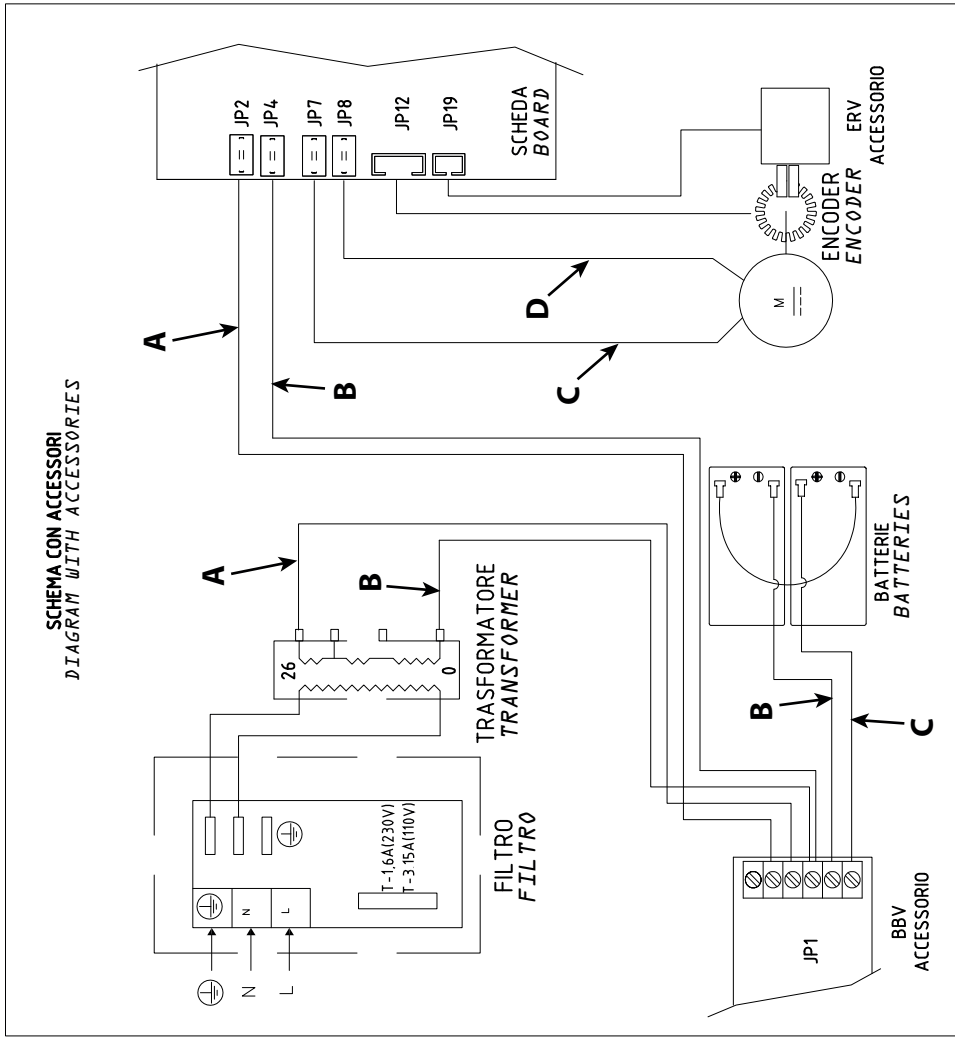 SCHEMA CON ACCESSORI
DIAGRAM WITH ACCESSORIES
JP2
JP4
JP7
JP8
JP12
JP19
SCHEDA
BOARD
A
B
C
D
ERV
ACCESSORIO
ENCODER
ENCODER
M
A
B
26
0
TRASFORMATORE
TRANSFORMER
N
L
N
L
T-1,6A(230V)
T-3.15A(110V)
FILTRO
FILTRO
BATTERIE
BATTERIES
B
C
JP1
BBV
ACCESSORIO